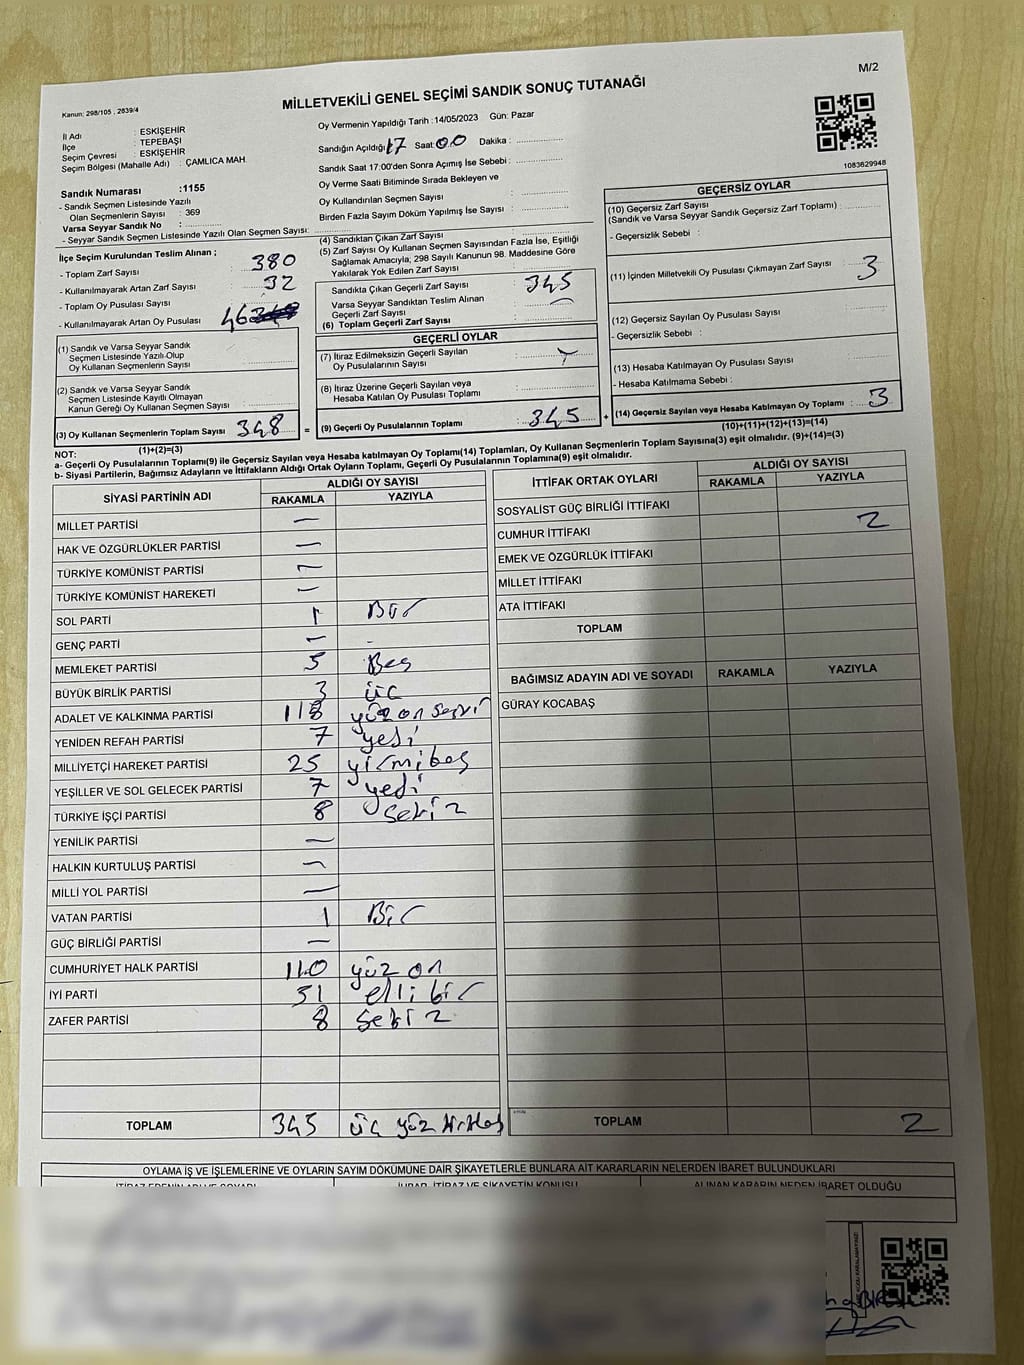 M/2
Kanun: 298/105 , 2839/4
MİLLETVEKİLİ GENEL SEÇİMİ SANDIK SONUÇ TUTANAĞI
İl Adı : ESKİŞEHİR
İlçe : TEPEBAŞI
Seçim Çevresi : ESKİŞEHİR
Seçim Bölgesi (Mahalle Adı) : ÇAMLICA MAH.
Sandık Numarası :1155
- Sandık Seçmen Listesinde Yazılı
Olan Seçmenlerin Sayısı : 369
Varsa Seyyar Sandık No :
- Seyyar Sandık Seçmen Listesinde Yazılı Olan Seçmen Sayısı:
Oy Vermenin Yapıldığı Tarih : 14/05/2023 Gün: Pazar
Sandığın Açıldığı 17 Saat 00 Dakika :
Sandık Saat 17:00'den Sonra Açımış İse Sebebi :
Oy Verme Saati Bitiminde Sırada Bekleyen ve
Oy Kullandırılan Seçmen Sayısı :
Birden Fazla Sayım Döküm Yapılmış İse Sayısı :
1083629948
İlçe Seçim Kurulundan Teslim Alınan ;
- Toplam Zarf Sayısı : 380
- Kullanılmayarak Artan Zarf Sayısı : 32
- Toplam Oy Pusulası Sayısı
- Kullanılmayarak Artan Oy Pusulası : 46
(4) Sandıktan Çıkan Zarf Sayısı
(5) Zarf Sayısı Oy Kullanan Seçmen Sayısından Fazla İse, Eşitliği
Sağlamak Amacıyla; 298 Sayılı Kanunun 98. Maddesine Göre
Yakılarak Yok Edilen Zarf Sayısı :
Sandıkta Çıkan Geçerli Zarf Sayısı : 345
Varsa Seyyar Sandıktan Teslim Alınan
Geçerli Zarf Sayısı : —
(6) Toplam Geçerli Zarf Sayısı :
GEÇERSİZ OYLAR
(10) Geçersiz Zarf Sayısı
(Sandık ve Varsa Seyyar Sandık Geçersiz Zarf Toplamı) :
- Geçersizlik Sebebi :
(11) İçinden Milletvekili Oy Pusulası Çıkmayan Zarf Sayısı : 3
(12) Geçersiz Sayılan Oy Pusulası Sayısı :
- Geçersizlik Sebebi :
(13) Hesaba Katılmayan Oy Pusulası Sayısı :
- Hesaba Katılmama Sebebi :
(14) Geçersiz Sayılan veya Hesaba Katılmayan Oy Toplamı : 3
(10)+(11)+(12)+(13)=(14)
(1) Sandık ve Varsa Seyyar Sandık
Seçmen Listesinde Yazılı Olup
Oy Kullanan Seçmenlerin Sayısı :
(2) Sandık ve Varsa Seyyar Sandık
Seçmen Listesinde Kayıtlı Olmayan
Kanun Gereği Oy Kullanan Seçmen Sayısı :
(3) Oy Kullanan Seçmenlerin Toplam Sayısı : 348 =
(1)+(2)=(3)
GEÇERLİ OYLAR
(7) İtiraz Edilmeksizin Geçerli Sayılan
Oy Pusulasının Sayısı :
(8) İtiraz Üzerine Geçerli Sayılan veya
Hesaba Katılan Oy Pusulası Toplamı :
(9) Geçerli Oy Pusulalarının Toplamı : 345 +
NOT:
a- Geçerli Oy Pusulalarının Toplamı(9) ile Geçersiz Sayılan veya Hesaba Katılmayan Oy Toplamı(14) Toplamları, Oy Kullanan Seçmenlerin Toplam Sayısına(3) eşit olmalıdır. (9)+(14)=(3)
b- Siyasi Partilerin, Bağımsız Adayların ve İttifakların Aldığı Ortak Oyların Toplamı, Geçerli Oy Pusulalarının Toplamına(9) eşit olmalıdır.
SİYASİ PARTİNİN ADI ALDIĞI OY SAYISI
RAKAMLA YAZIYLA
MİLLET PARTİSİ —
HAK VE ÖZGÜRLÜKLER PARTİSİ —
TÜRKİYE KOMÜNİST PARTİSİ —
TÜRKİYE KOMÜNİST HAREKETİ —
SOL PARTİ 1 Bir
GENÇ PARTİ — -
MEMLEKET PARTİSİ 5 Beş
BÜYÜK BİRLİK PARTİSİ 3 üç
ADALET VE KALKINMA PARTİSİ 118 yüz on sekiz
YENİDEN REFAH PARTİSİ 7 yedi
MİLLİYETÇİ HAREKET PARTİSİ 25 yirmibeş
YEŞİLLER VE SOL GELECEK PARTİSİ 7 yedi
TÜRKİYE İŞÇİ PARTİSİ 8 sekiz
YENİLİK PARTİSİ —
HALKIN KURTULUŞ PARTİSİ —
MİLLİ YOL PARTİSİ —
VATAN PARTİSİ 1 Bir
GÜÇ BİRLİĞİ PARTİSİ —
CUMHURİYET HALK PARTİSİ 110 yüz on
İYİ PARTİ 51 elli bir
ZAFER PARTİSİ 8 sekiz
TOPLAM 345 üç yüz kırkbeş
İTTİFAK ORTAK OYLARI ALDIĞI OY SAYISI
RAKAMLA YAZIYLA
SOSYALİST GÜÇ BİRLİĞİ İTTİFAKI
CUMHUR İTTİFAKI 2
EMEK VE ÖZGÜRLÜK İTTİFAKI
MİLLET İTTİFAKI
ATA İTTİFAKI
TOPLAM
BAĞIMSIZ ADAYIN ADI VE SOYADI RAKAMLA YAZIYLA
GÜRAY KOCABAŞ
TOPLAM 2
OYLAMA İŞ VE İŞLEMLERİNE VE OYLARIN SAYIM DÖKÜMÜNE DAİR ŞİKAYETLERLE BUNLARA AİT KARARLARIN NELERDEN İBARET BULUNDUKLARI
İTİRAZ EDENİN ADI VE SOYADI İHBAR, İTİRAZ VE ŞİKAYETİN KONUSU ALINAN KARARIN NEDEN İBARET OLDUĞU